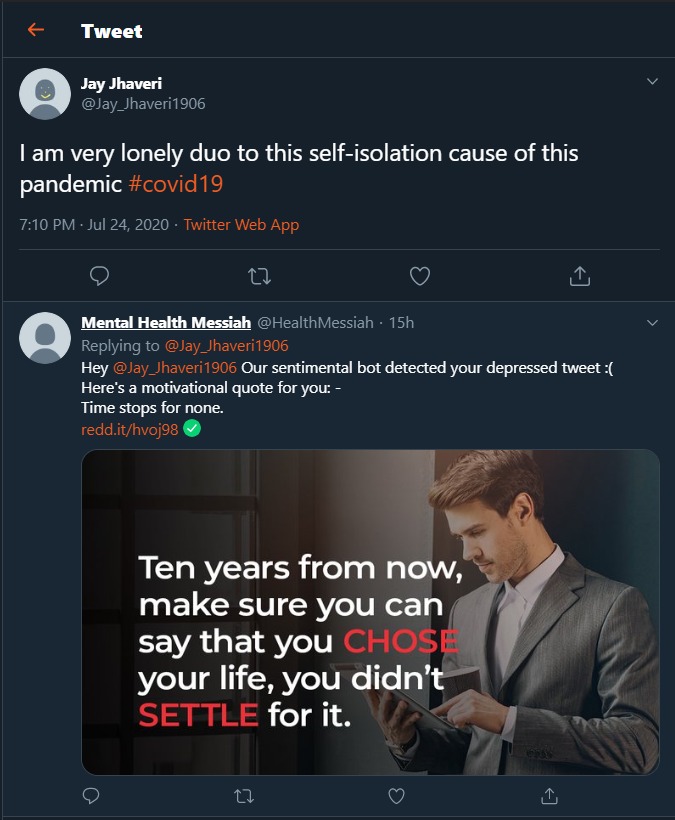 Tweet
Jay Jhaveri
@Jay_Jhaveri1906
I am very lonely duo to this self-isolation cause of this
pandemic #covid19
7:10 PM · Jul 24, 2020 · Twitter Web App
Mental Health Messiah @HealthMessiah · 15h
Replying to @Jay_Jhaveri1906
Hey @Jay_Jhaveri1906 Our sentimental bot detected your depressed tweet :(
Here's a motivational quote for you: -
Time stops for none.
redd.it/hvoj98
Ten years from now,
make sure you can
say that you CHOSE
your life, you didn't
SETTLE for it.